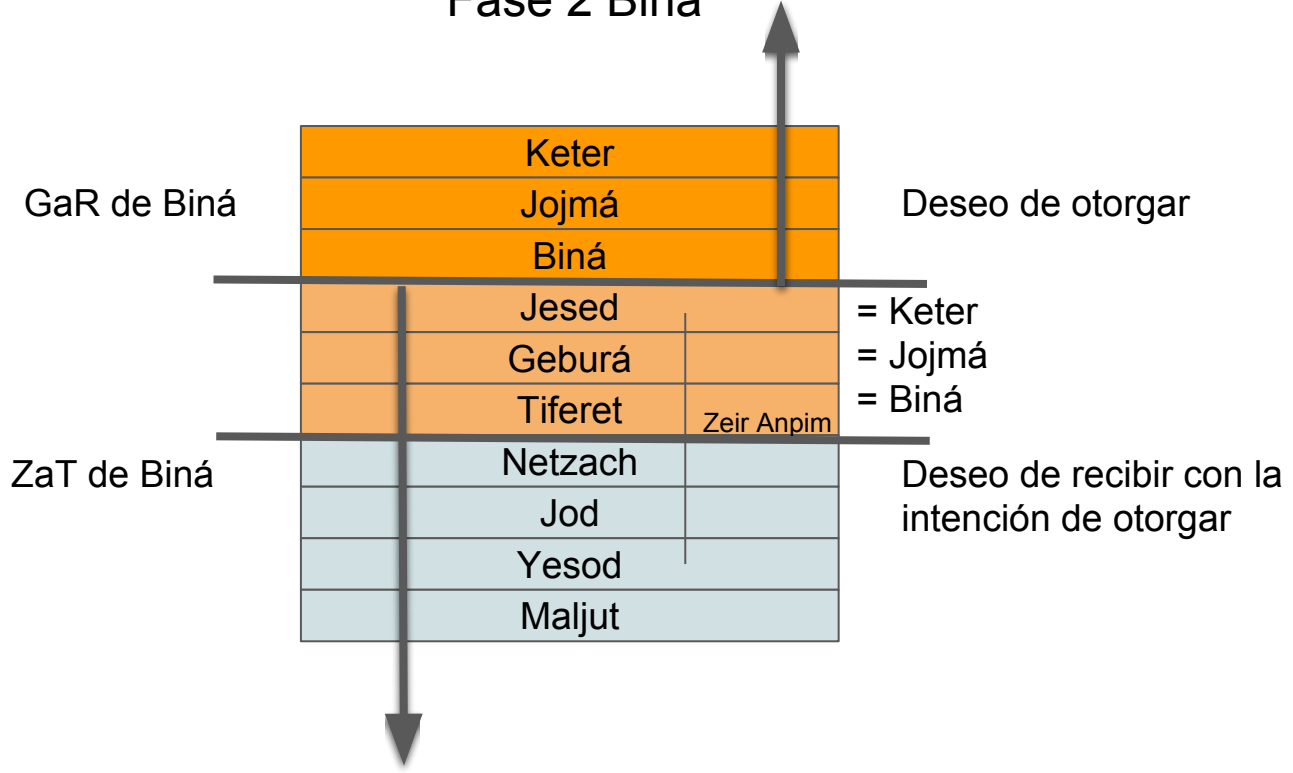 Fase 2 Biná
Keter
GaR de Biná
Jojmá
Deseo de otorgar
Biná
Jesed
= Keter
Geburá
= Jojmá
Tiferet
Zeir Anpim
= Biná
ZaT de Biná
Netzach
Deseo de recibir con la
Jod
intención de otorgar
Yesod
Maljut